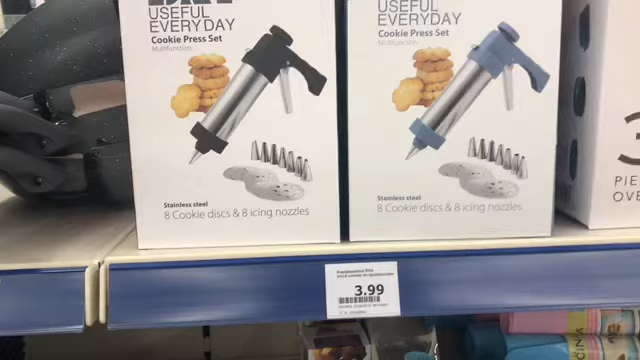 USEFUL
EVERYDAY
Cookie Press Set
Multifunction
Stainless steel
8 Cookie discs & 8 icing nozzles
USEFUL
EVERYDAY
Cookie Press Set
Multifunction
Stainless steel
8 Cookie discs & 8 icing nozzles
3
PIE
OVE
3.99